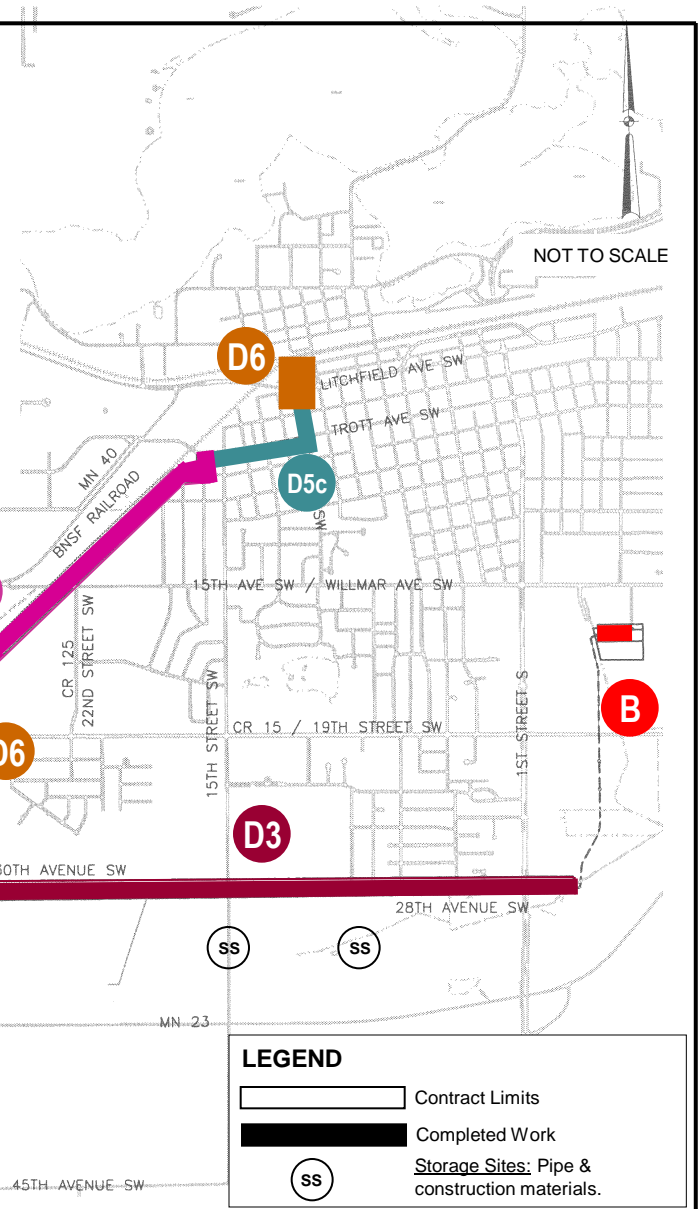 NOT TO SCALE
D6
LITCHFIELD AVE SW
TROTT AVE SW
MN 40
D5c
BNSF RAILROAD
SW
15TH AVE SW / WILLMAR AVE SW
CR 125
22ND STREET SW
15TH STREET SW
1ST STREET S
B
CR 15 / 19TH STREET SW
D6
D3
30TH AVENUE SW
28TH AVENUE SW
SS
SS
MN 23
LEGEND
Contract Limits
Completed Work
SS
Storage Sites: Pipe &
construction materials.
45TH AVENUE SW